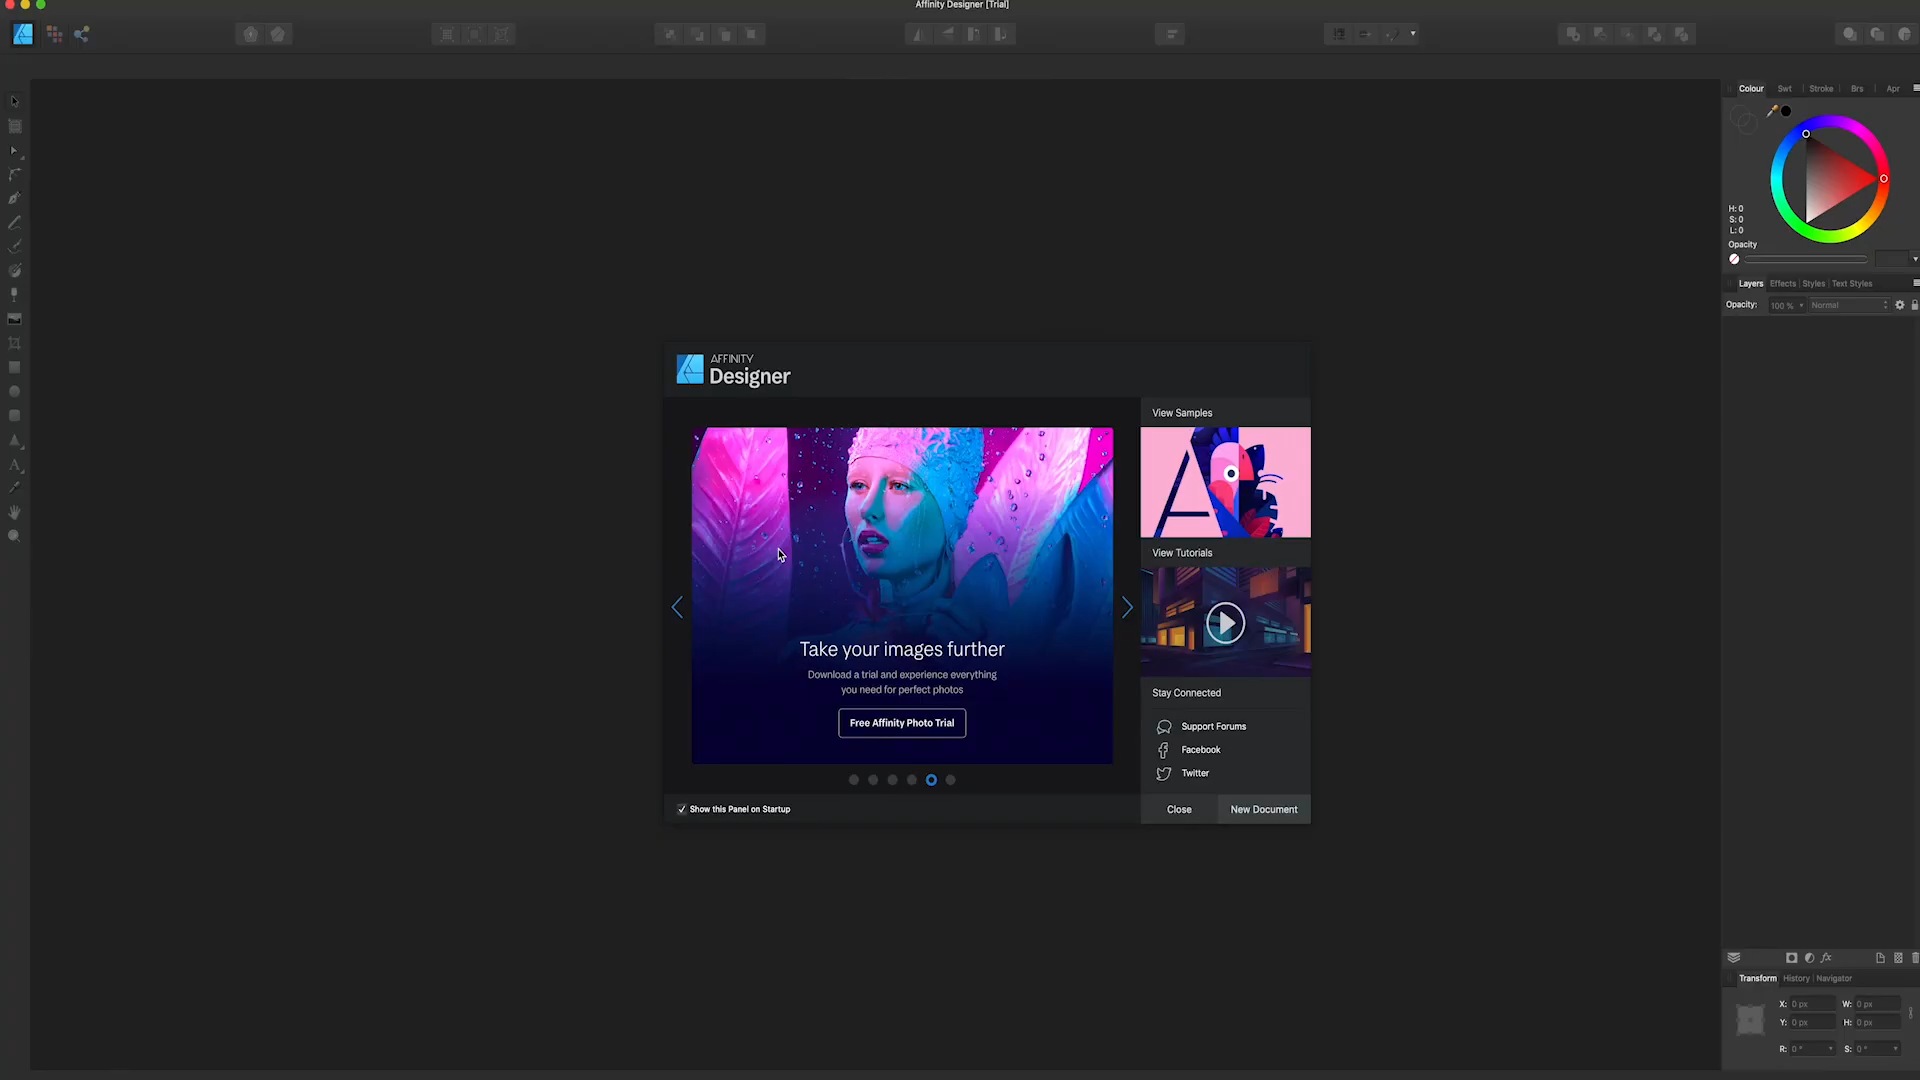 Affinity Designer [Trial]
Colour Swt Stroke Brs Apr
H: 0
S: 0
L: 0
Opacity
Layers Effects Styles Text Styles
Opacity: 100 % Normal
AFFINITY
Designer
View Samples
View Tutorials
Take your images further
Download a trial and experience everything
you need for perfect photos
Free Affinity Photo Trial
Stay Connected
Support Forums
Facebook
Twitter
Show this Panel on Startup
Close New Document
Transform History Navigator
X: 0 px W: 0 px
Y: 0 px H: 0 px
R: 0 ° S: 0 °